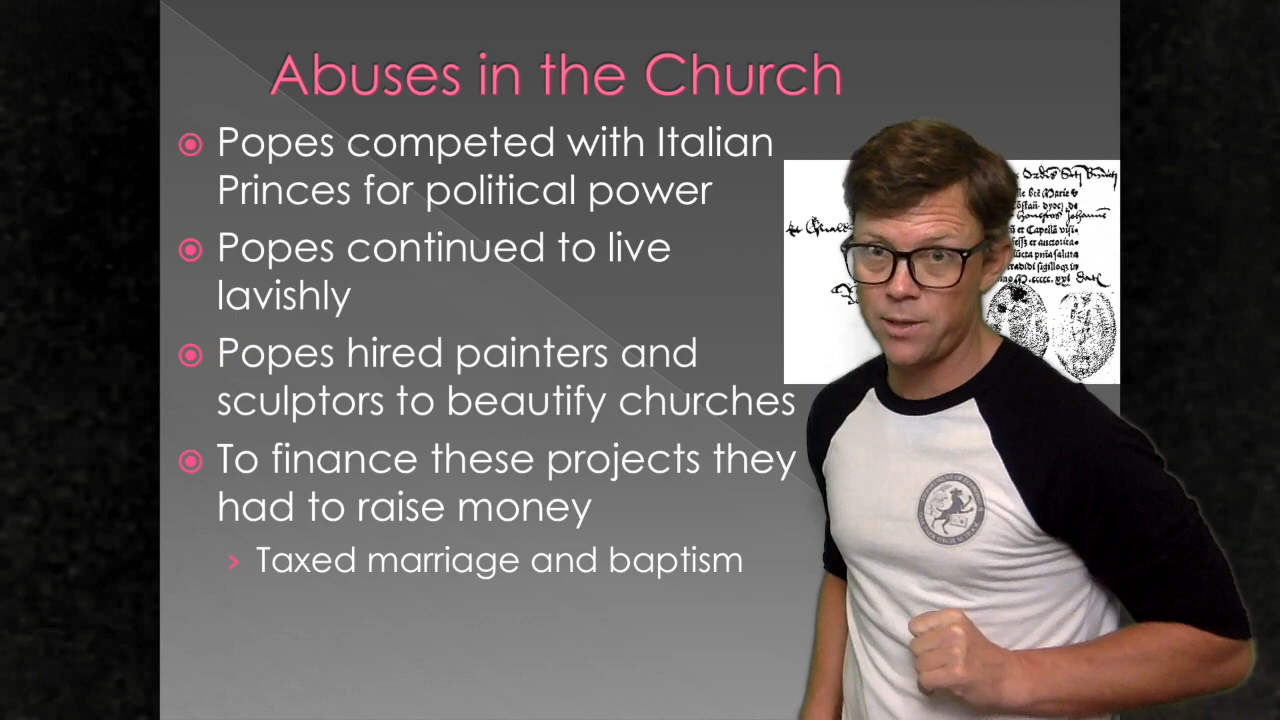 Abuses in the Church
Popes competed with Italian
Princes for political power
Popes continued to live
lavishly
Popes hired painters and
sculptors to beautify churches
To finance these projects they
had to raise money
Taxed marriage and baptism
et Capellā